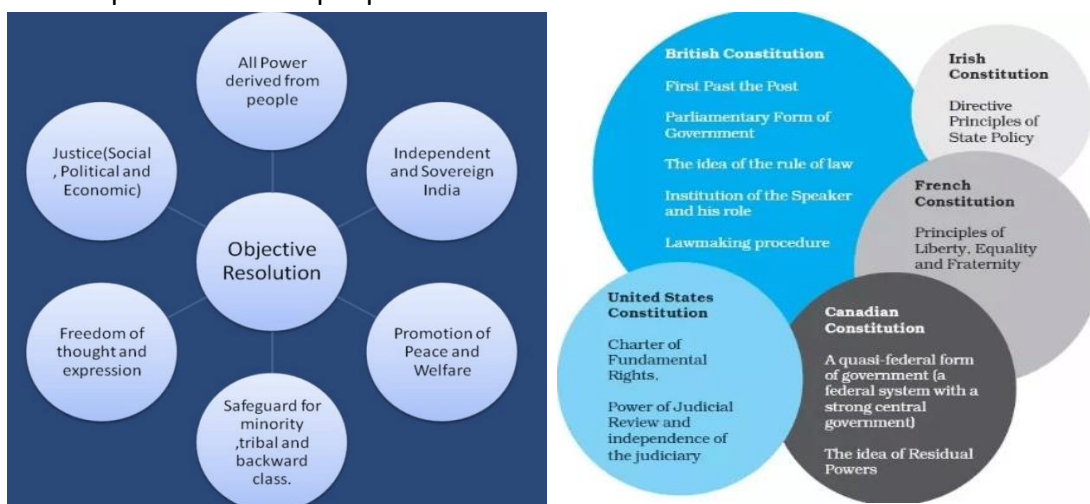 All Power
derived from
people
Justice(Social
, Political and
Economic)
Independent
and Sovereign
India
Objective
Resolution
Freedom of
thought and
expression
Promotion of
Peace and
Welfare
Safeguard for
minority
,tribal and
backward
class.
British Constitution
First Past the Post
Parliamentary Form of
Government
The idea of the rule of law
Institution of the Speaker
and his role
Lawmaking procedure
Irish
Constitution
Directive
Principles of
State Policy
French
Constitution
Principles of
Liberty, Equality
and Fraternity
United States
Constitution
Charter of
Fundamental
Rights,
Power of Judicial
Review and
independence of
the judiciary
Canadian
Constitution
A quasi-federal form
of government (a
federal system with a
strong central
government)
The idea of Residual
Powers